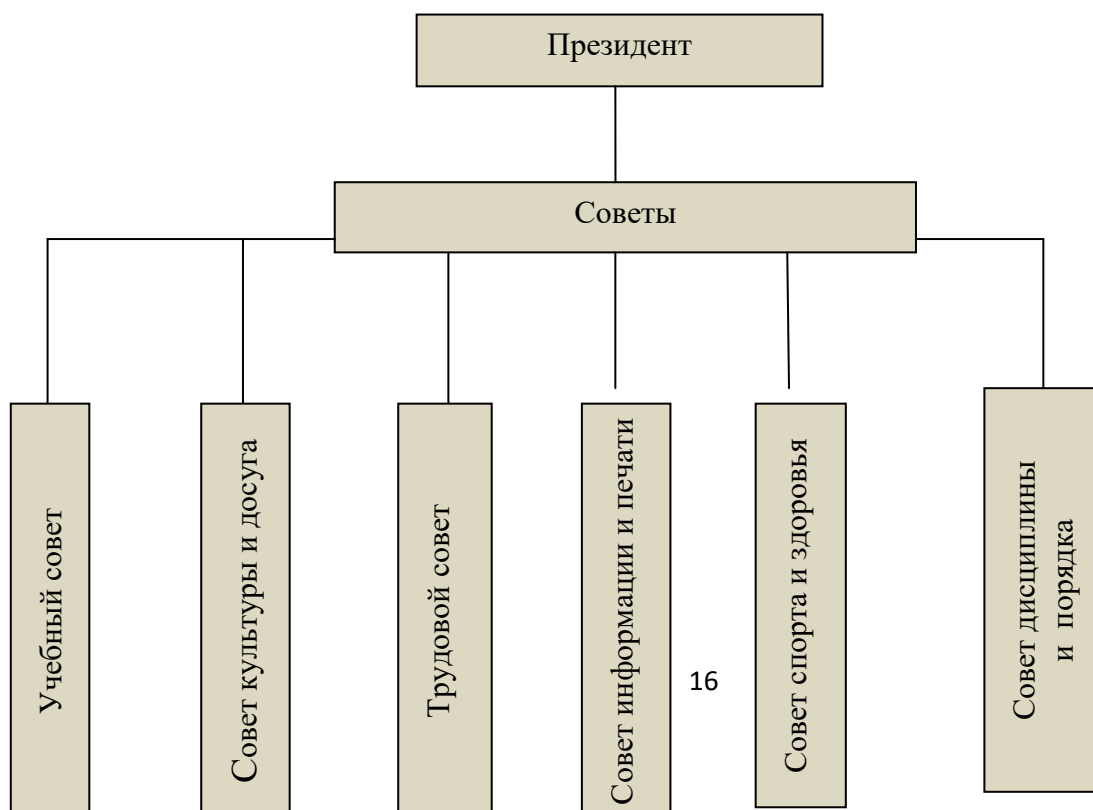 Президент
Советы
Учебный совет
Совет культуры и досуга
Трудовой совет
Совет информации и печати
16
Совет спорта и здоровья
Совет дисциплины
и порядка